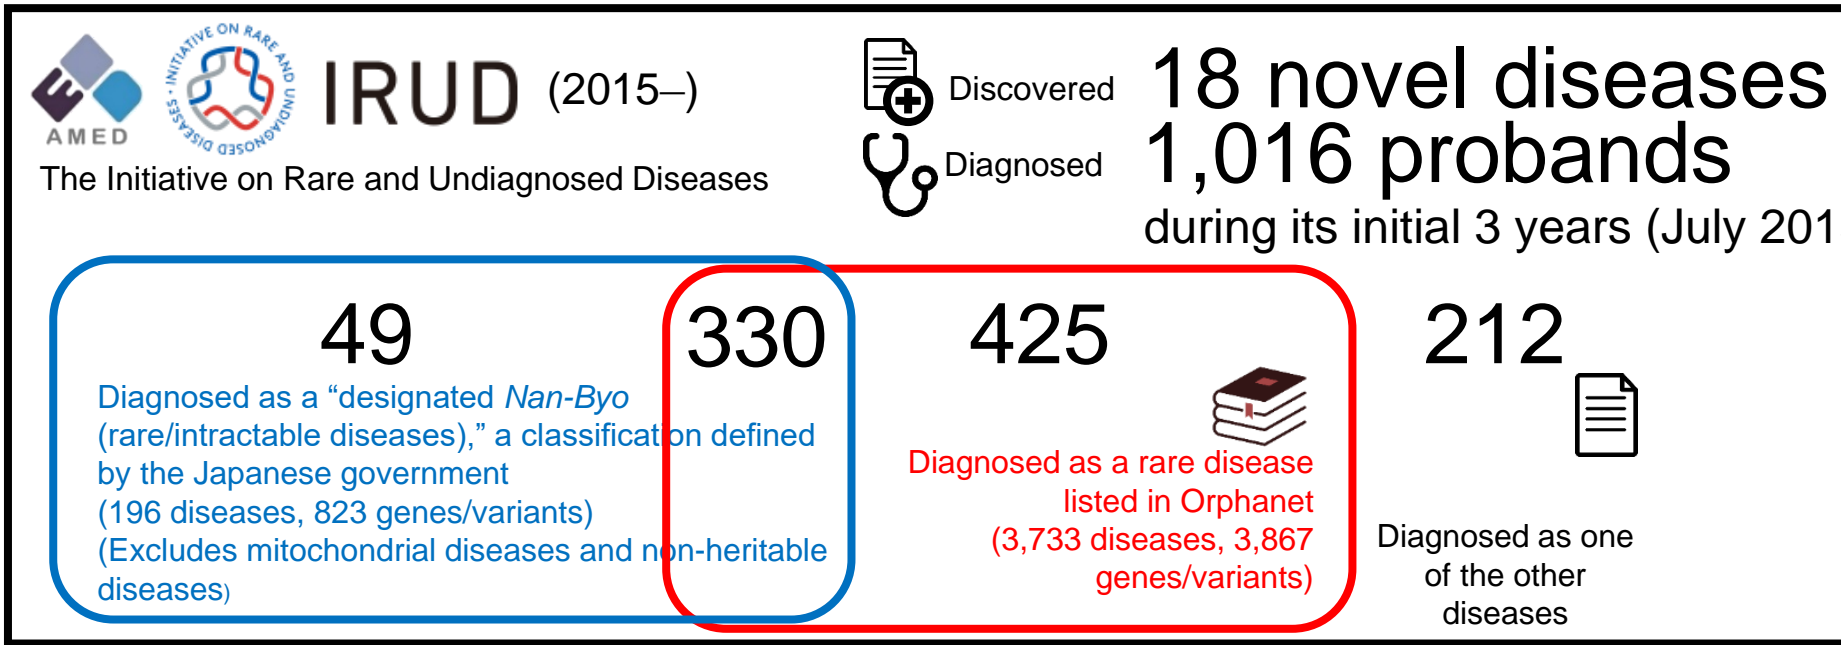 AMED
INITIATIVE ON RARE AND UNDIAGNOSED DISEASES
IRUD (2015–)
The Initiative on Rare and Undiagnosed Diseases
Discovered 18 novel diseases
Diagnosed 1,016 probands
during its initial 3 years (July 201
49
330
425
212
Diagnosed as a “designated Nan-Byo
(rare/intractable diseases),” a classification defined
by the Japanese government
(196 diseases, 823 genes/variants)
(Excludes mitochondrial diseases and non-heritable
diseases)
Diagnosed as a rare disease
listed in Orphanet
(3,733 diseases, 3,867
genes/variants)
Diagnosed as one
of the other
diseases